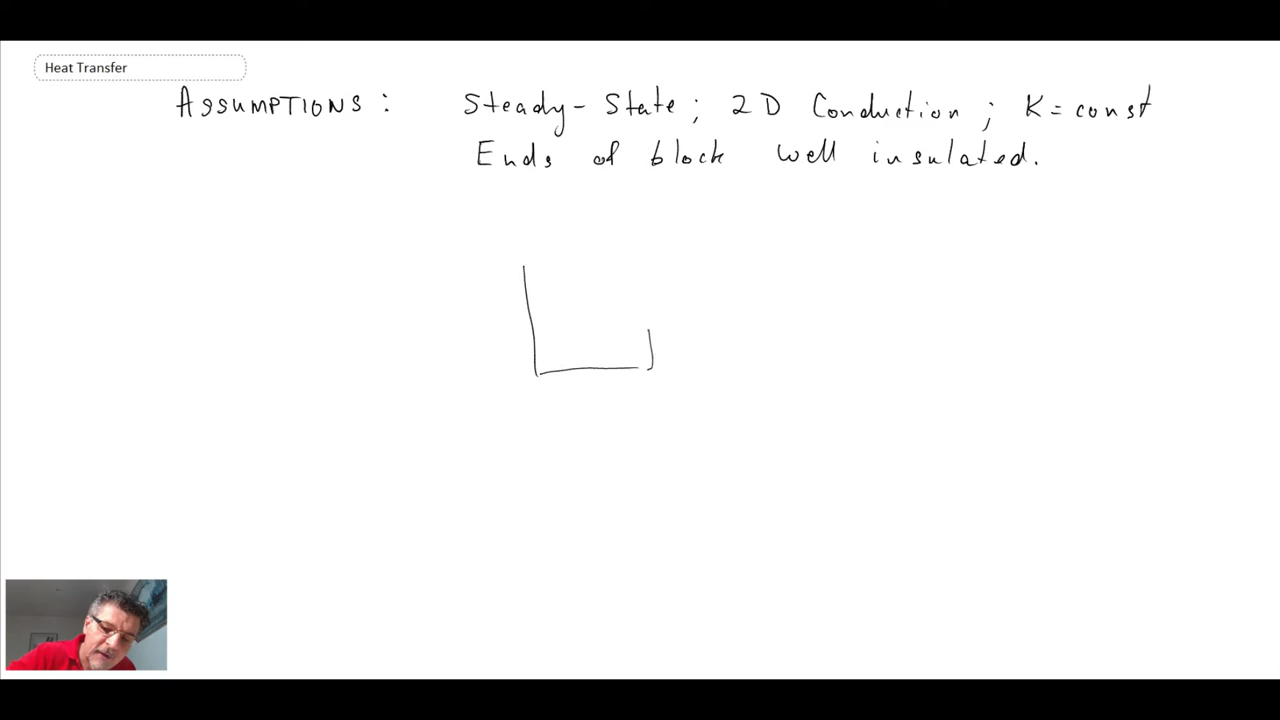 Heat Transfer
ASSUMPTIONS: Steady-State; 2D Conduction; K=const
Ends of block well insulated.